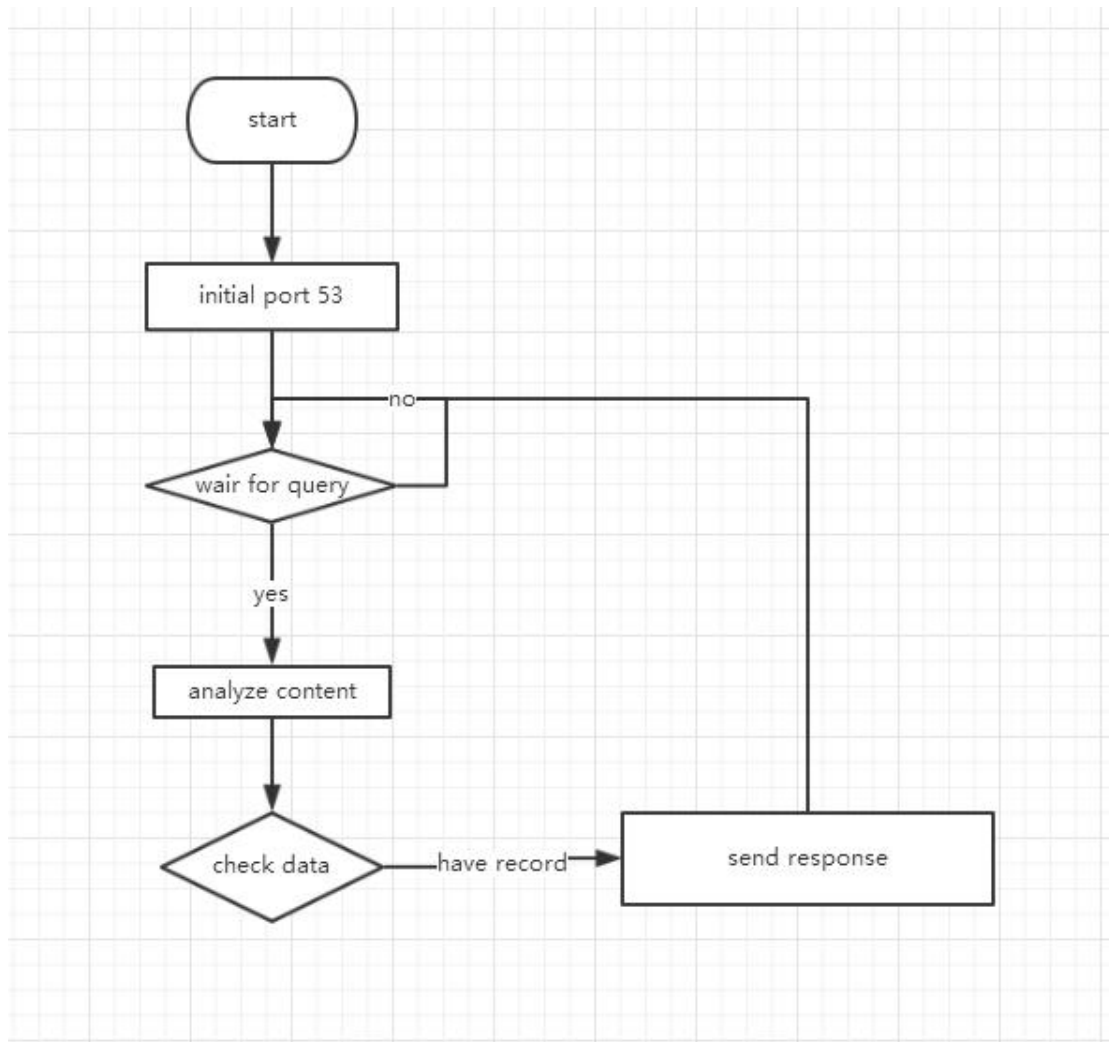 start
initial port 53
no
wair for query
yes
analyze content
check data
have record
send response